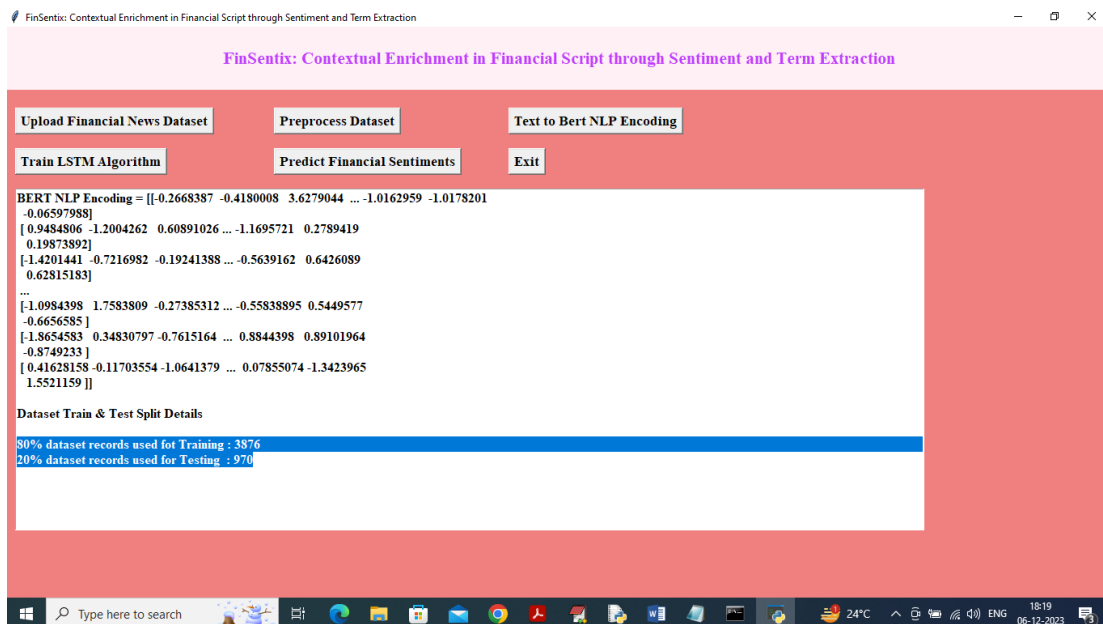 FinSentix: Contextual Enrichment in Financial Script through Sentiment and Term Extraction
FinSentix: Contextual Enrichment in Financial Script through Sentiment and Term Extraction
Upload Financial News Dataset
Preprocess Dataset
Text to Bert NLP Encoding
Train LSTM Algorithm
Predict Financial Sentiments
Exit
BERT NLP Encoding = [[-0.2668387 -0.4180008 3.6279044 ... -1.0162959 -1.0178201
-0.06597988]
[ 0.9484806 -1.2004262 0.60891026 ... -1.1695721 0.2789419
0.19873892]
[-1.4201441 -0.7216982 -0.19241388 ... -0.5639162 0.6426089
0.62815183]
...
[-1.0984398 1.7583809 -0.27385312 ... -0.55838895 0.5449577
-0.6656585 ]
[-1.8654583 0.34830797 -0.7615164 ... 0.8844398 0.89101964
-0.8749233 ]
[ 0.41628158 -0.11703554 -1.0641379 ... 0.07855074 -1.3423965
1.5521159 ]]
Dataset Train & Test Split Details
80% dataset records used fot Training : 3876
20% dataset records used for Testing : 970
Type here to search
24°C
ENG
18:19
06-12-2023